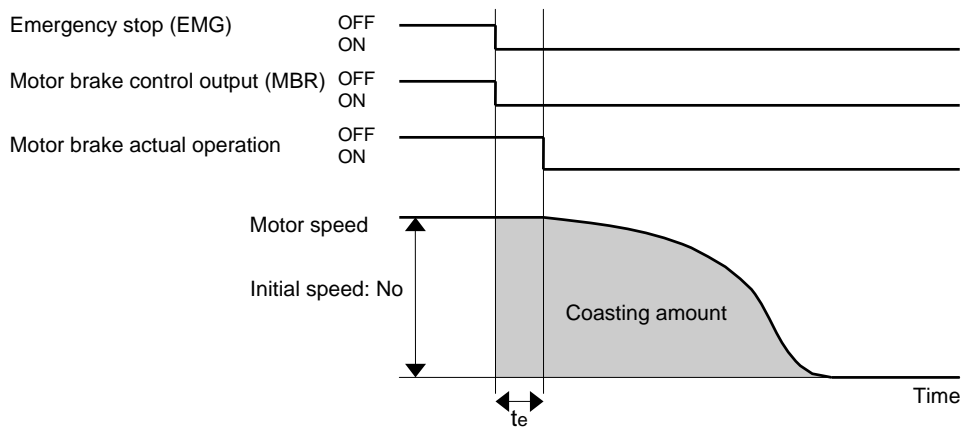 Emergency stop (EMG) OFF
ON
Motor brake control output (MBR) OFF
ON
Motor brake actual operation OFF
ON
Motor speed
Initial speed: No
Coasting amount
Time
te